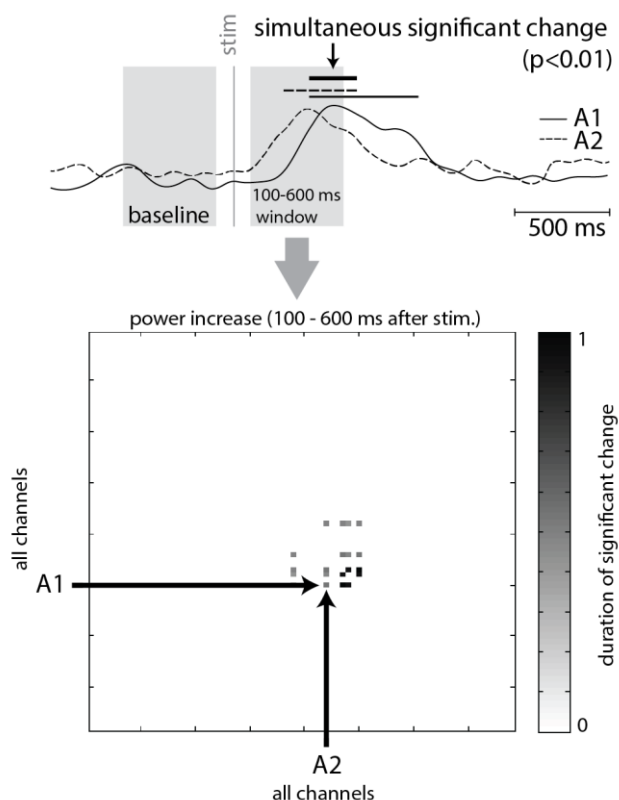 stim
simultaneous significant change
(p<0.01)
A1
A2
baseline
100-600 ms
window
500 ms
power increase (100 - 600 ms after stim.)
1
all channels
duration of significant change
A1
0
A2
all channels